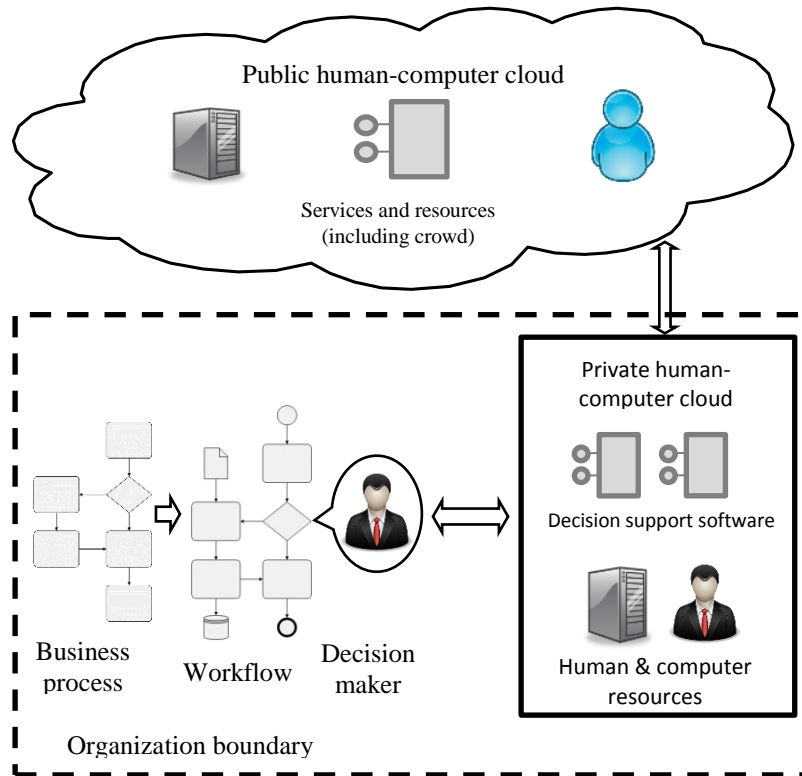 Public human-computer cloud
Services and resources
(including crowd)
Private human-
computer cloud
Decision support software
Human & computer
resources
Business
process
Workflow
Decision
maker
Organization boundary